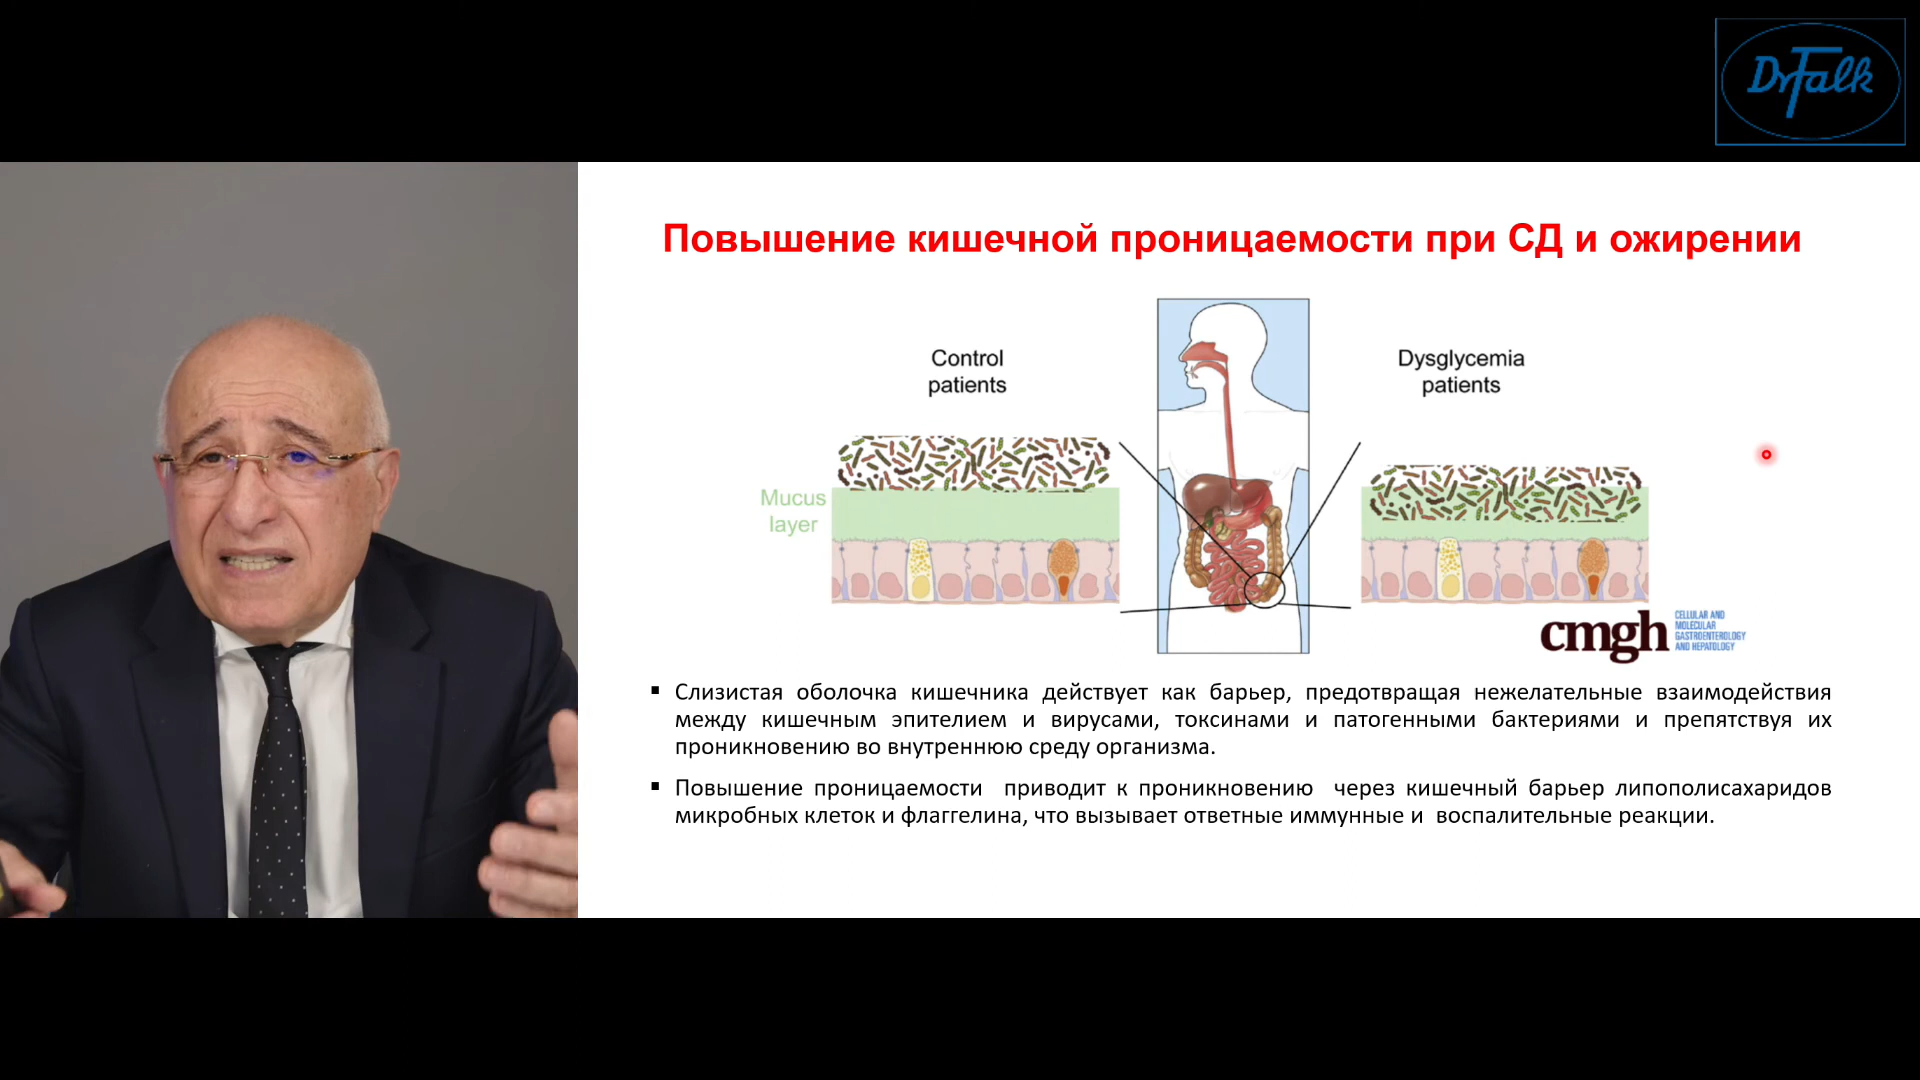 Dr Falk
Повышение кишечной проницаемости при СД и ожирении
Control
patients
Dysglycemia
patients
Mucus
layer
cmgh
CELLULAR AND
MOLECULAR
GASTROENTEROLOGY
AND HEPATOLOGY
▪ Слизистая оболочка кишечника действует как барьер, предотвращая нежелательные взаимодействия
между кишечным эпителием и вирусами, токсинами и патогенными бактериями и препятствуя их
проникновению во внутреннюю среду организма.
▪ Повышение проницаемости приводит к проникновению через кишечный барьер липополисахаридов
микробных клеток и флаггелина, что вызывает ответные иммунные и воспалительные реакции.